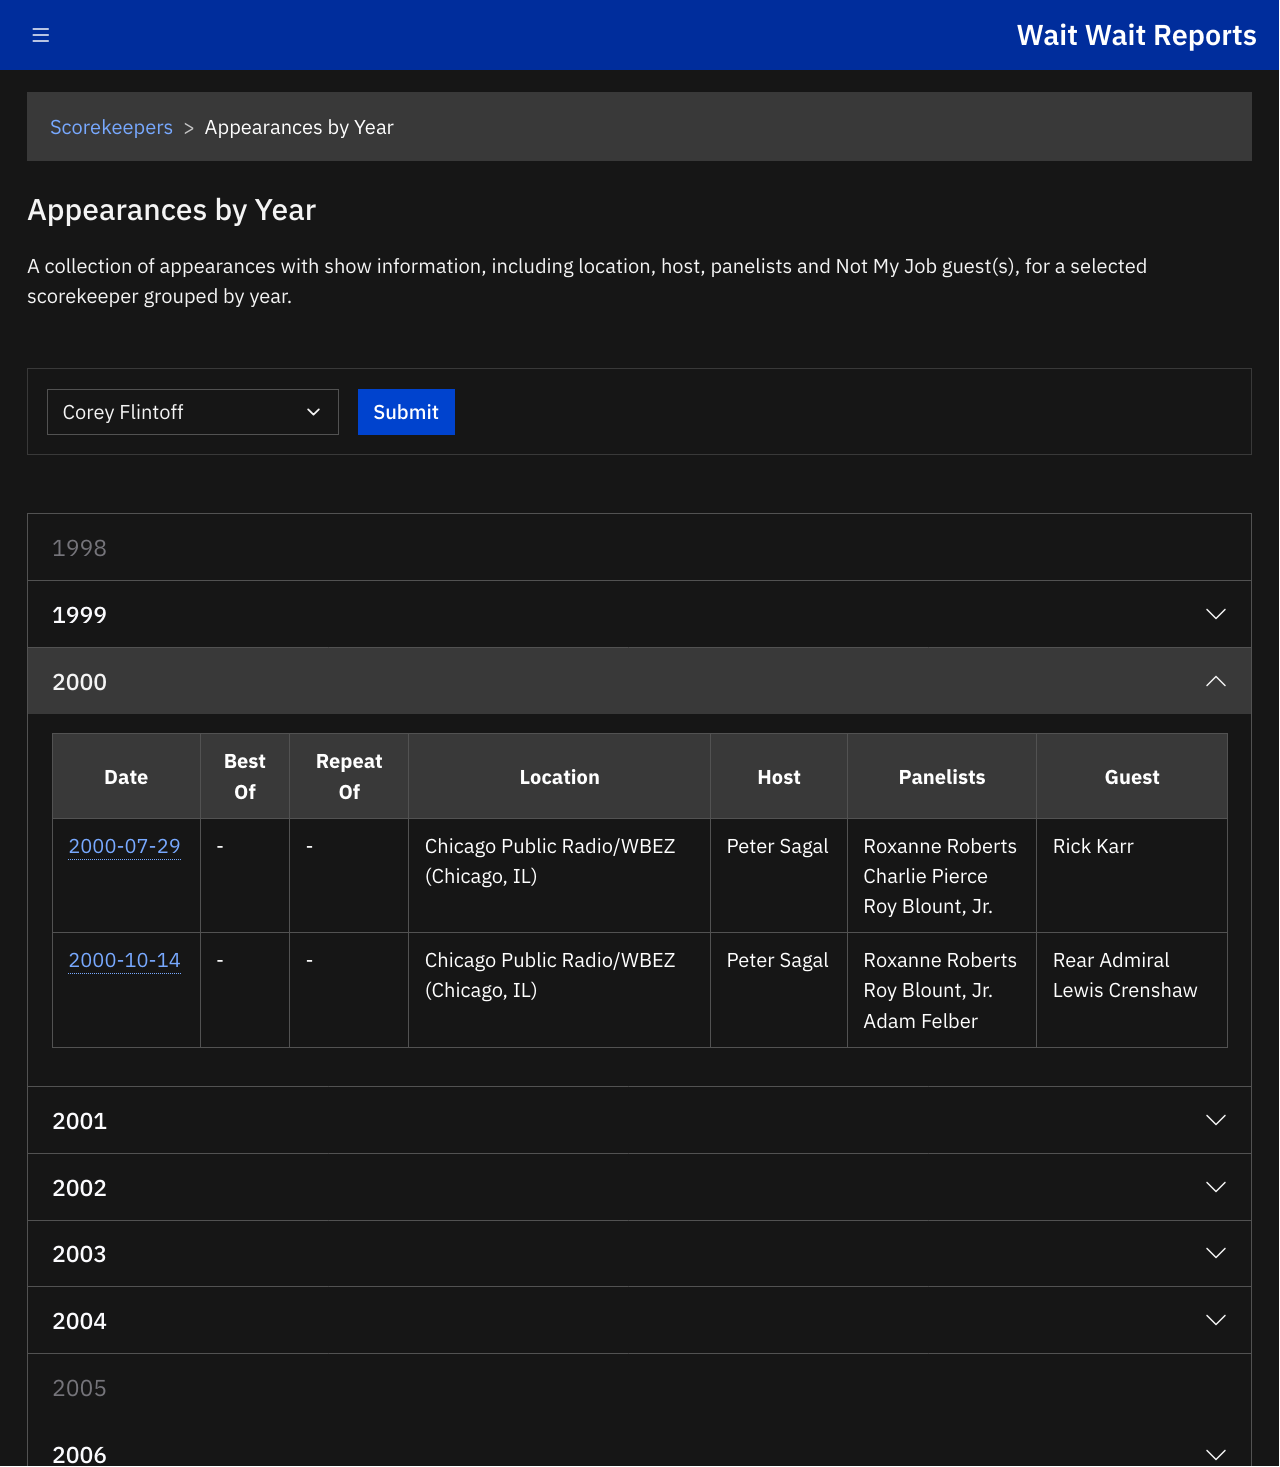 Wait Wait Reports
Scorekeepers > Appearances by Year
Appearances by Year
A collection of appearances with show information, including location, host, panelists and Not My Job guest(s), for a selected
scorekeeper grouped by year.
Corey Flintoff
Submit
1998
1999
2000
Date Best Of Repeat Of Location Host Panelists Guest
2000-07-29 - - Chicago Public Radio/WBEZ Peter Sagal Roxanne Roberts Rick Karr
(Chicago, IL) Charlie Pierce
Roy Blount, Jr.
2000-10-14 - - Chicago Public Radio/WBEZ Peter Sagal Roxanne Roberts Rear Admiral
(Chicago, IL) Roy Blount, Jr. Lewis Crenshaw
Adam Felber
2001
2002
2003
2004
2005
2006